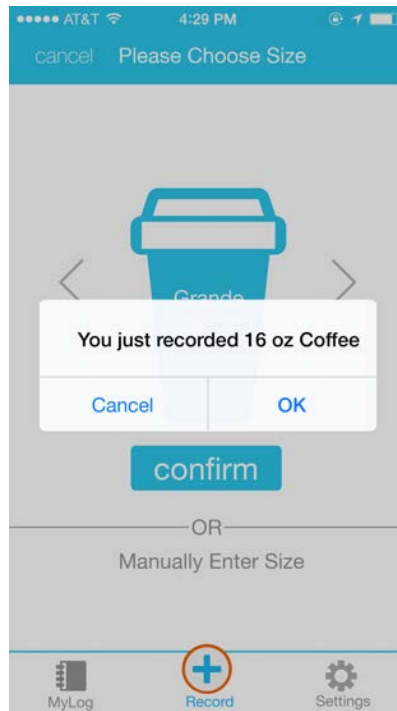 AT&T 4:29 PM
cancel Please Choose Size
Grande
You just recorded 16 oz Coffee
Cancel OK
confirm
OR
Manually Enter Size
MyLog Record Settings